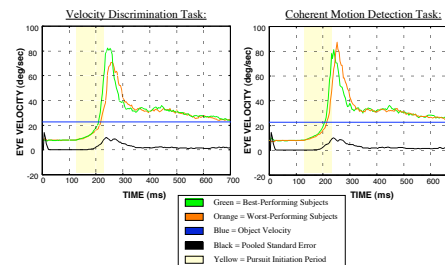 Velocity Discrimination Task:
Coherent Motion Detection Task:
EYE VELOCITY (deg/sec)
100
80
60
40
20
0
-20
0 100 200 300 400 500 600 700
TIME (ms)
EYE VELOCITY (deg/sec)
100
80
60
40
20
0
-20
0 100 200 300 400 500 600
TIME (ms)
Green = Best-Performing Subjects
Orange = Worst-Performing Subjects
Blue = Object Velocity
Black = Pooled Standard Error
Yellow = Pursuit Initiation Period